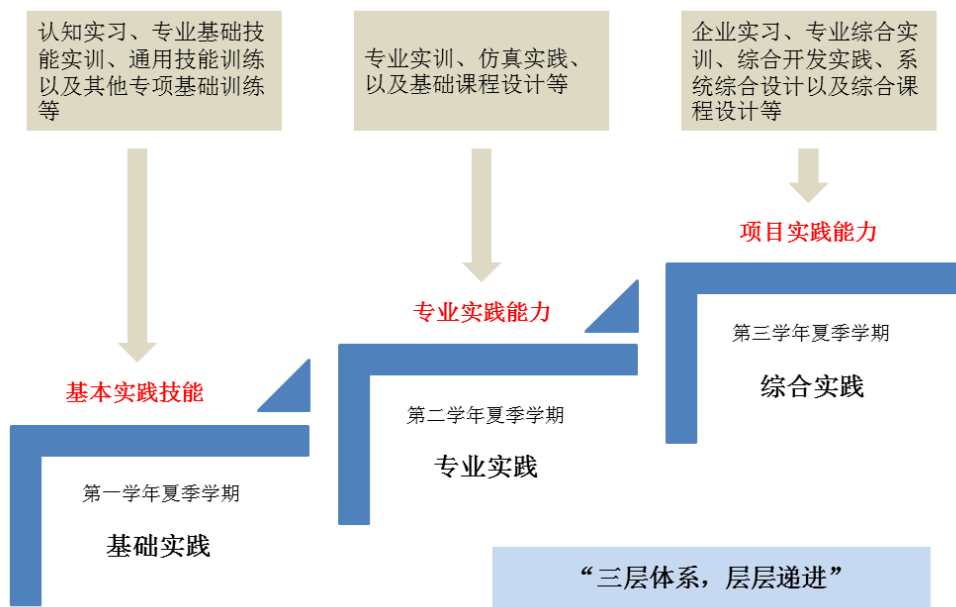 认知实习、专业基础技
能实训、通用技能训练
以及其他专项基础训练
等
专业实训、仿真实践、
以及基础课程设计等
企业实习、专业综合实
训、综合开发实践、系
统综合设计以及综合课
程设计等
项目实践能力
专业实践能力
基本实践技能
第三学年夏季学期
综合实践
第二学年夏季学期
专业实践
第一学年夏季学期
基础实践
“三层体系，层层递进”